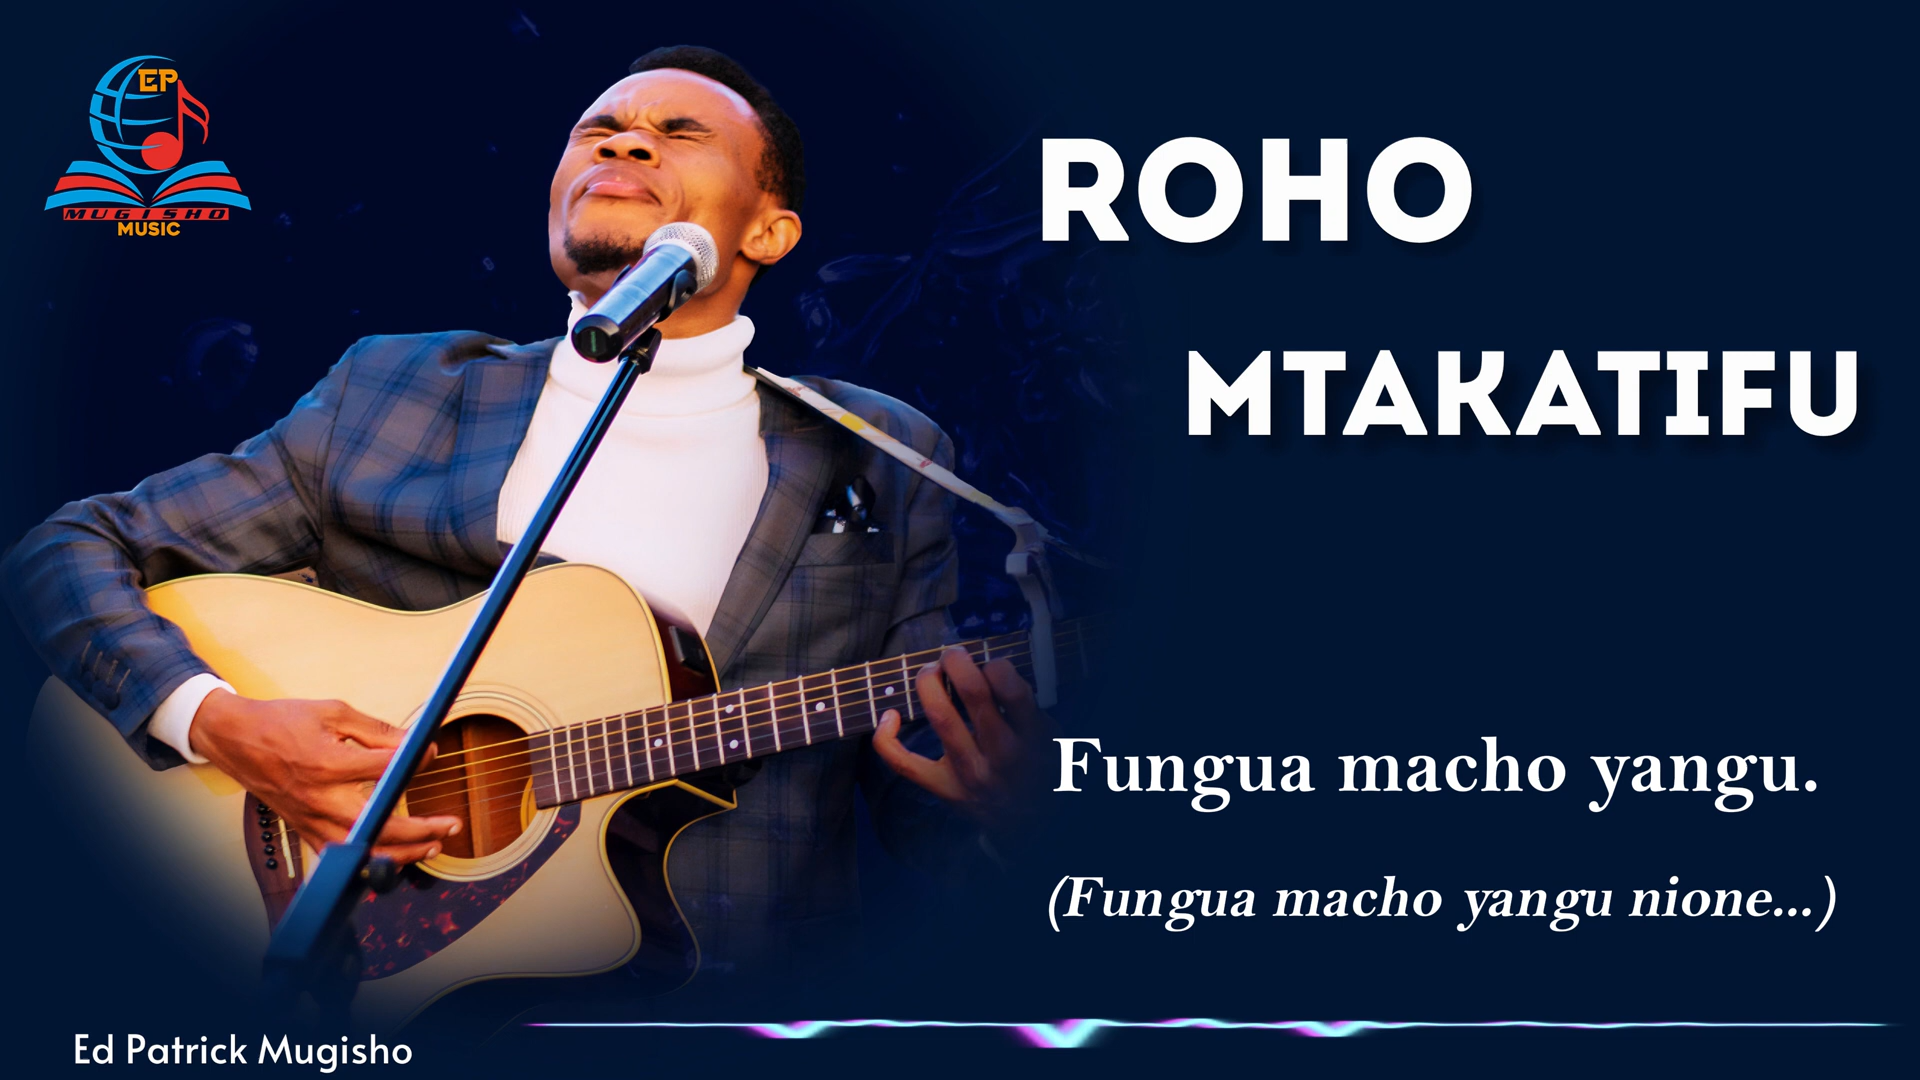 EP
MUGISHO
MUSIC
ROHO
MTAKATIFU
Fungua macho yangu.
(Fungua macho yangu nione...)
Ed Patrick Mugisho